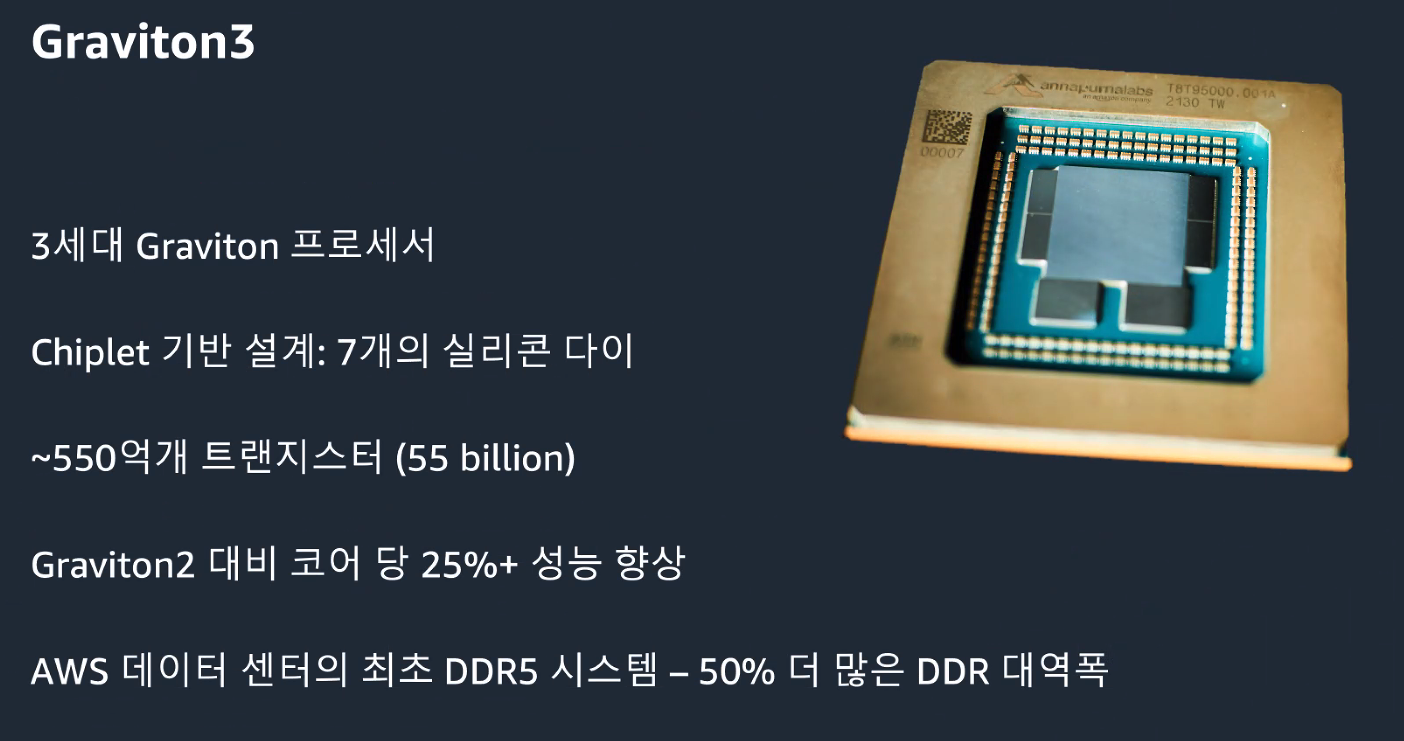 Graviton3
annapurnalabs
an amazon company
T8T95000.001A
2130 TW
00007
3세대 Graviton 프로세서
Chiplet 기반 설계: 7개의 실리콘 다이
~550억개 트랜지스터 (55 billion)
Graviton2 대비 코어 당 25%+ 성능 향상
AWS 데이터 센터의 최초 DDR5 시스템 – 50% 더 많은 DDR 대역폭